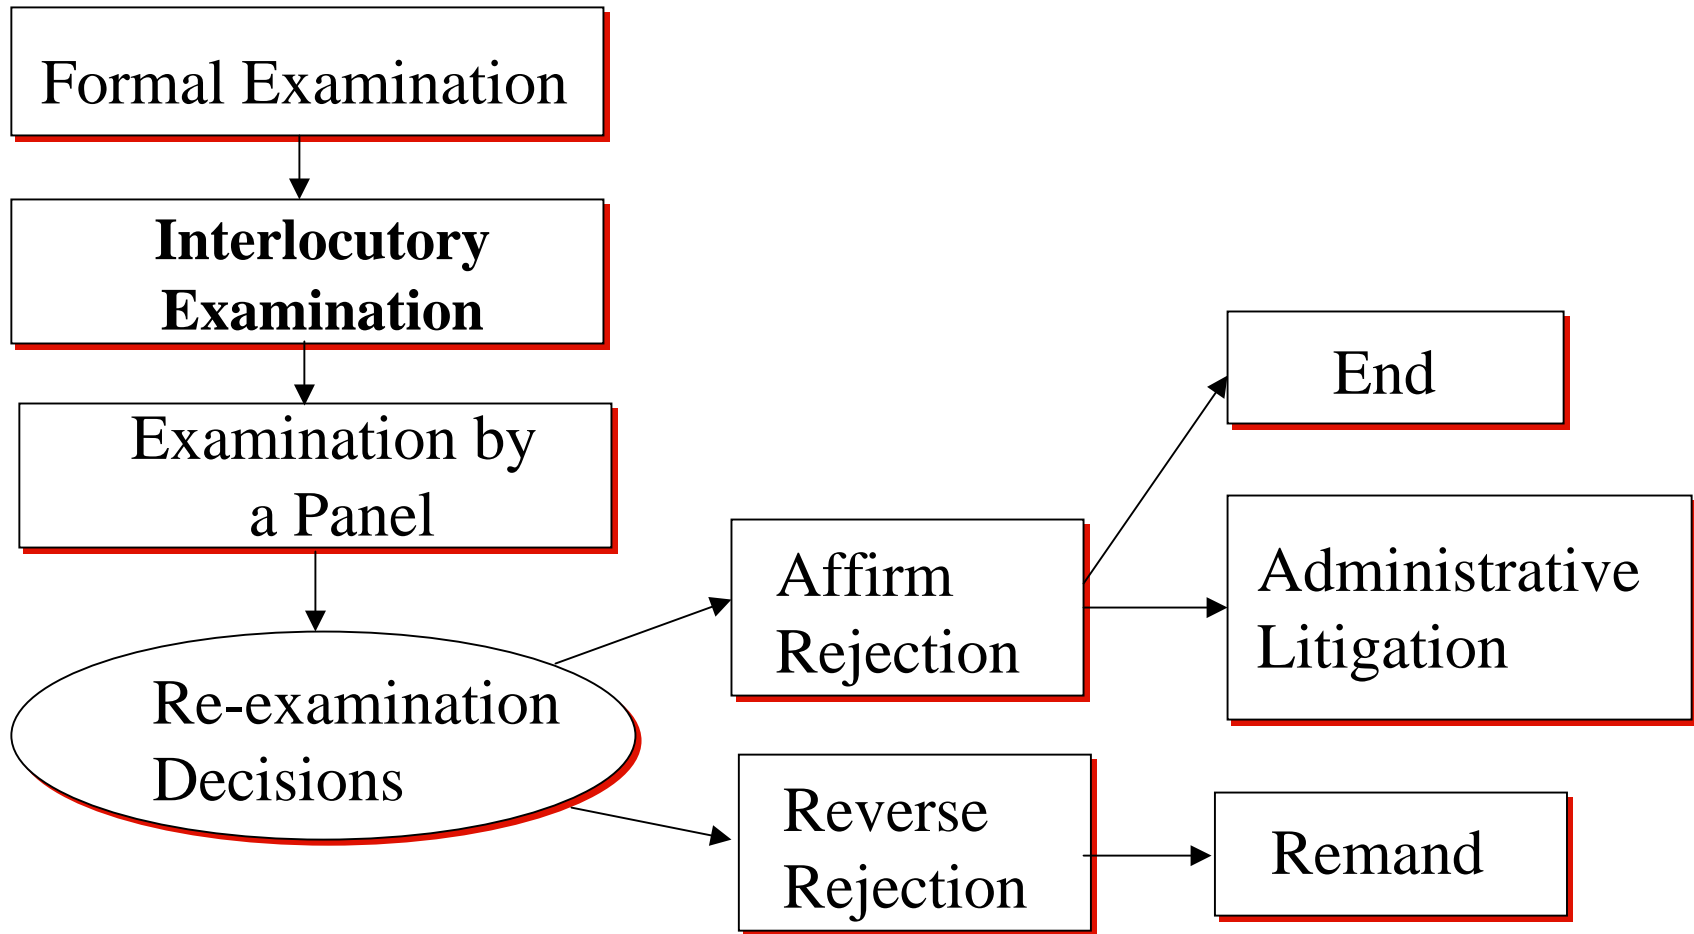 Formal Examination
Interlocutory
Examination
Examination by
a Panel
Re-examination
Decisions
Affirm
Rejection
End
Administrative
Litigation
Reverse
Rejection
Remand